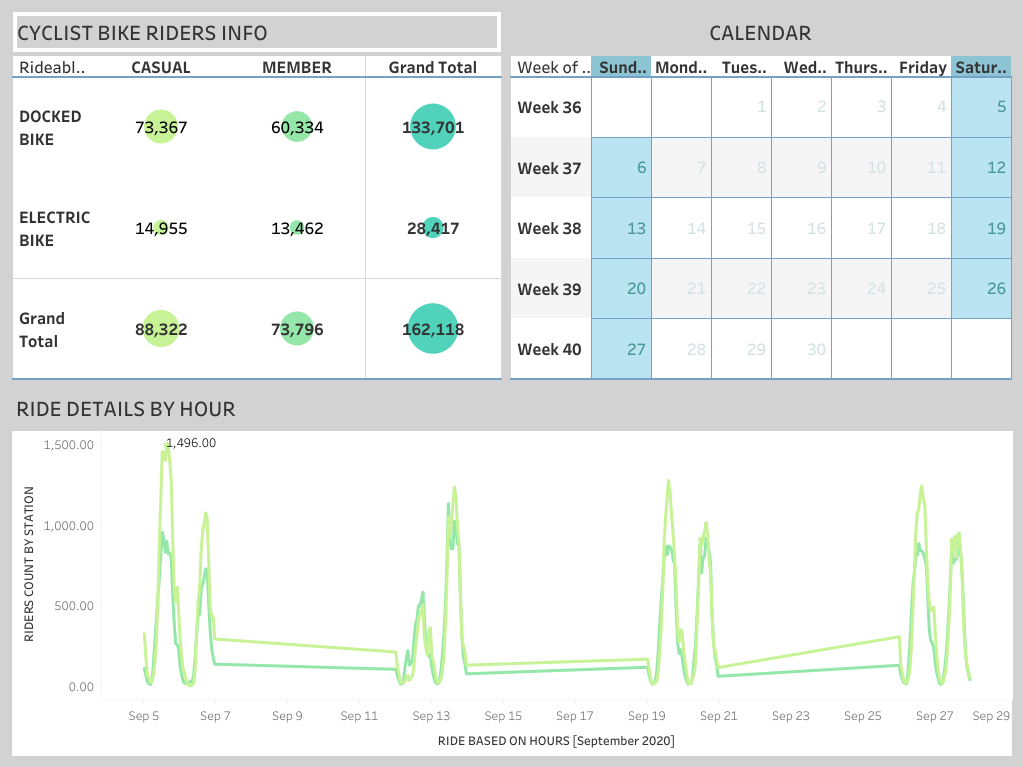 CYCLIST BIKE RIDERS INFO
Rideabl.. CASUAL MEMBER Grand Total
DOCKED
BIKE
73,367 60,334 133,701
ELECTRIC
BIKE
14,955 13,462 28,417
Grand
Total
88,322 73,796 162,118
CALENDAR
Week of .. Sund.. Mond.. Tues.. Wed.. Thurs.. Friday Satur..
Week 36 1 2 3 4 5
Week 37 6 7 8 9 10 11 12
Week 38 13 14 15 16 17 18 19
Week 39 20 21 22 23 24 25 26
Week 40 27 28 29 30
RIDE DETAILS BY HOUR
RIDERS COUNT BY STATION
1,500.00
1,000.00
500.00
0.00
1,496.00
Sep 5 Sep 7 Sep 9 Sep 11 Sep 13 Sep 15 Sep 17 Sep 19 Sep 21 Sep 23 Sep 25 Sep 27 Sep 29
RIDE BASED ON HOURS [September 2020]